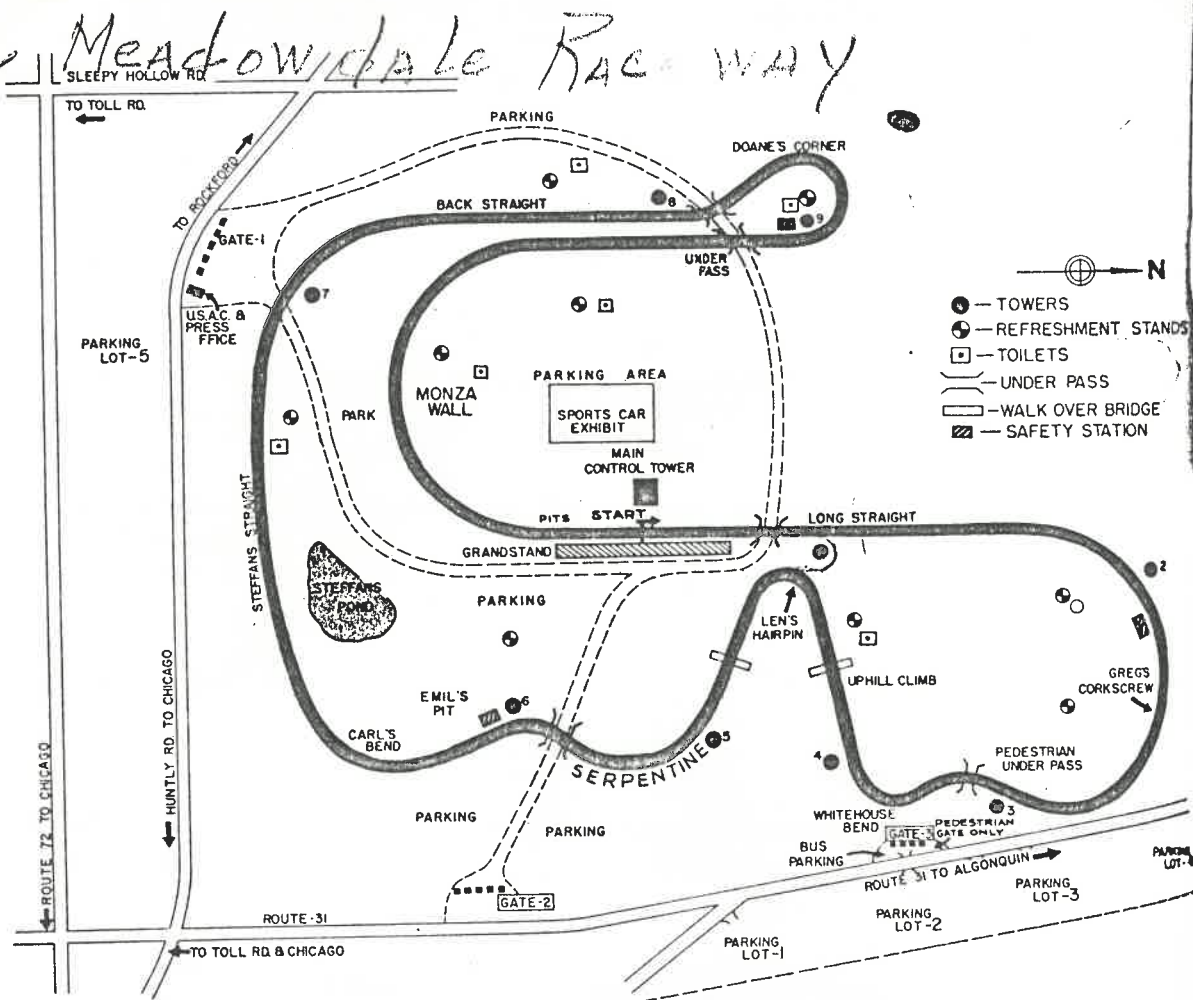 Meadowdale Raceway
SLEEPY HOLLOW RD.
TO TOLL RD.
PARKING
DOANE'S CORNER
TO ROCKFORD
BACK STRAIGHT
8
9
GATE-1
UNDER
PASS
N
7
U.S.A.C. &
PRESS
FFICE
TOWERS
REFRESHMENT STANDS
TOILETS
UNDER PASS
WALK OVER BRIDGE
SAFETY STATION
PARKING
LOT-5
PARKING AREA
MONZA
WALL
PARK
SPORTS CAR
EXHIBIT
MAIN
CONTROL TOWER
PITS START
LONG STRAIGHT
GRANDSTAND
STEFFANS STRAIGHT
STEFFANS
POND
PARKING
2
LEN'S
HAIRPIN
UPHILL CLIMB
GREG'S
CORKSCREW
EMIL'S
PIT
6
CARL'S
BEND
5
SERPENTINE
4
PEDESTRIAN
UNDER PASS
3
HUNTLY RD. TO CHICAGO
ROUTE 72 TO CHICAGO
PARKING
PARKING
WHITEHOUSE
BEND
GATE-3
PEDESTRIAN
GATE ONLY
BUS
PARKING
ROUTE 31 TO ALGONQUIN
PARKING
LOT-3
LOT-
GATE-2
ROUTE-31
PARKING
LOT-2
PARKING
LOT-1
TO TOLL RD. & CHICAGO